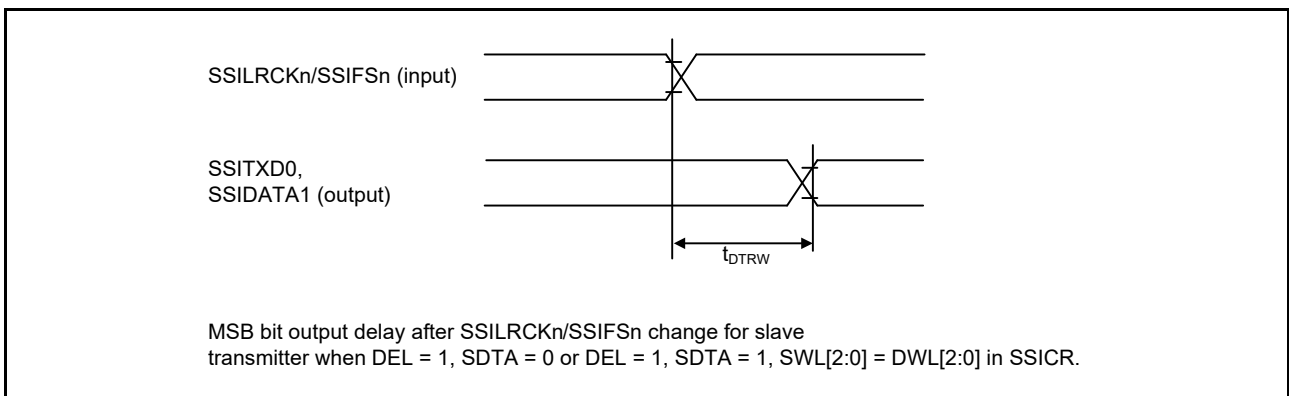 SSILRCKn/SSIFSn (input)
SSITXD0,
SSIDATA1 (output)
tDTRW
MSB bit output delay after SSILRCKn/SSIFSn change for slave
transmitter when DEL = 1, SDTA = 0 or DEL = 1, SDTA = 1, SWL[2:0] = DWL[2:0] in SSICR.